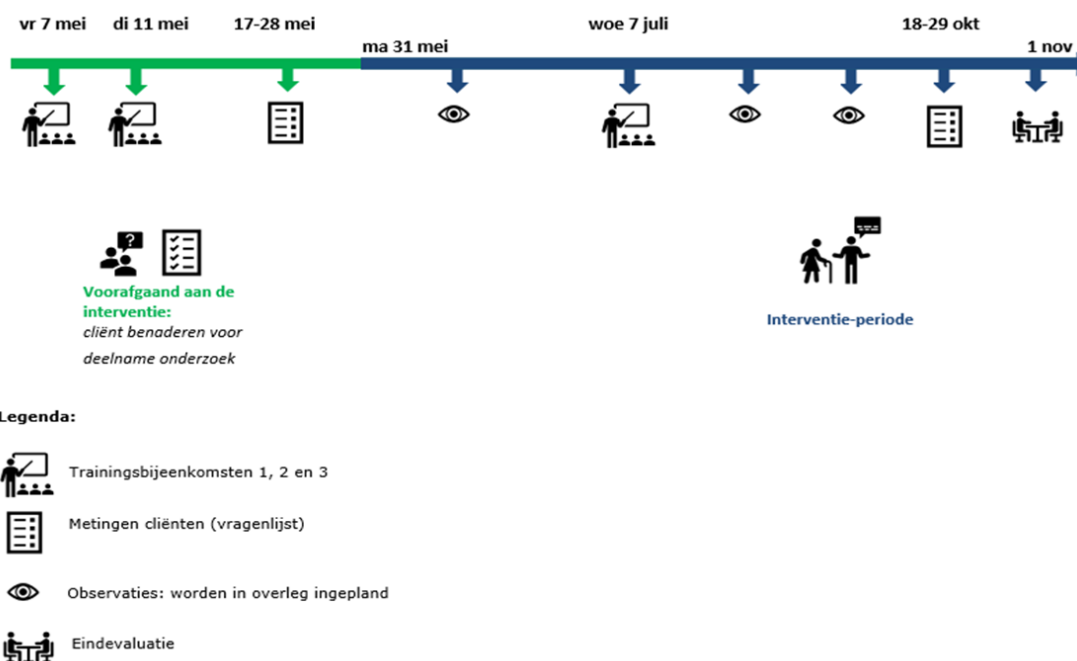 vr 7 mei
di 11 mei
17-28 mei
ma 31 mei
woe 7 juli
18-29 okt
1 nov
?
Voorafgaand aan de
interventie:
cliënt benaderen voor
deelname onderzoek
Interventie-periode
Legenda:
Trainingsbijeenkomsten 1, 2 en 3
Metingen cliënten (vragenlijst)
Observaties: worden in overleg ingepland
Eindevaluatie